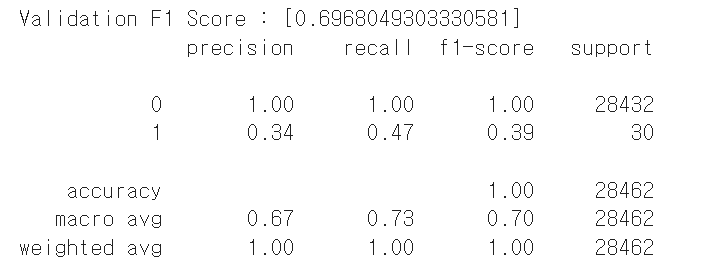 Validation F1 Score : [0.6968049303330581]
precision recall f1-score support
0 1.00 1.00 1.00 28432
1 0.34 0.47 0.39 30
accuracy 1.00 28462
macro avg 0.67 0.73 0.70 28462
weighted avg 1.00 1.00 1.00 28462